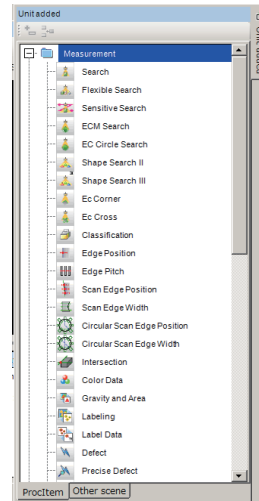 Unit added
Measurement
Search
Flexible Search
Sensitive Search
ECM Search
EC Circle Search
Shape Search II
Shape Search III
Ec Corner
Ec Cross
Classification
Edge Position
Edge Pitch
Scan Edge Position
Scan Edge Width
Circular Scan Edge Position
Circular Scan Edge Width
Intersection
Color Data
Gravity and Area
Labeling
Label Data
Defect
Precise Defect
ProcItem
Other scene